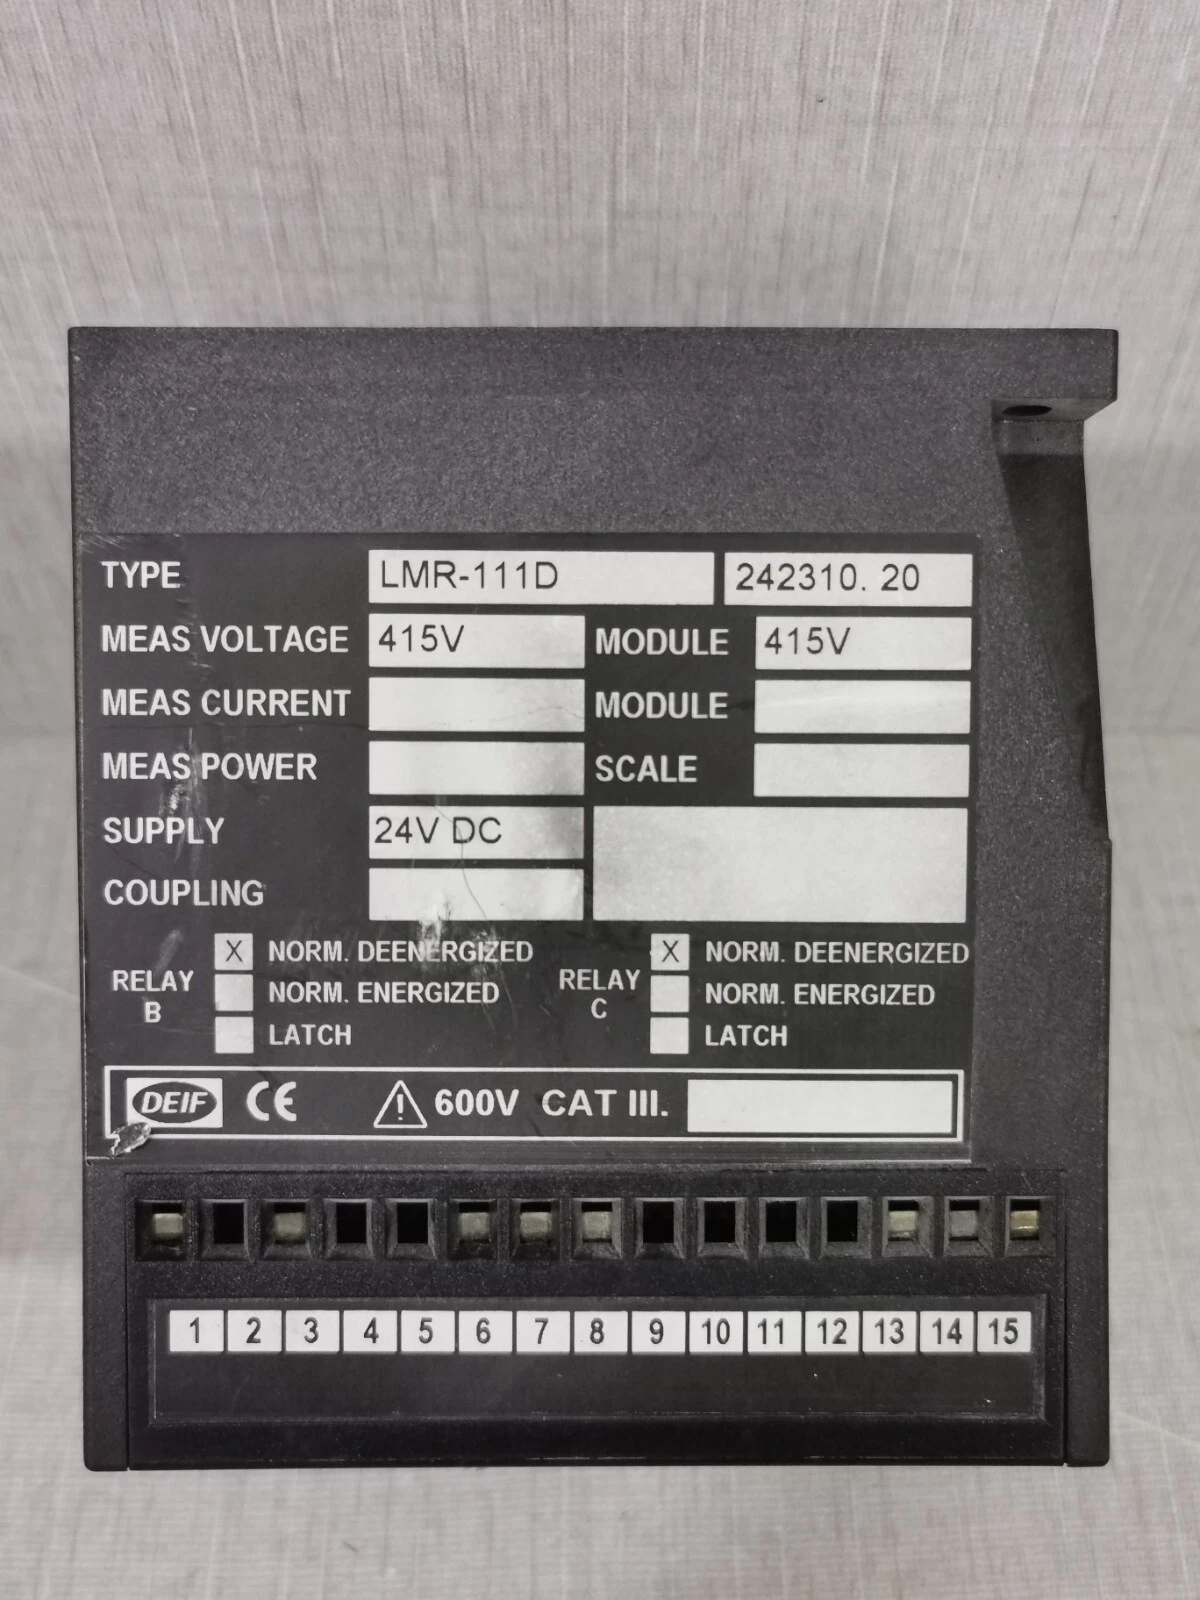 TYPE LMR-111D 242310. 20
MEAS VOLTAGE 415V MODULE 415V
MEAS CURRENT MODULE
MEAS POWER SCALE
SUPPLY 24V DC
COUPLING
RELAY B X NORM. DEENERGIZED RELAY C X NORM. DEENERGIZED
NORM. ENERGIZED NORM. ENERGIZED
LATCH LATCH
DEIF CE 600V CAT III.
1 2 3 4 5 6 7 8 9 10 11 12 13 14 15